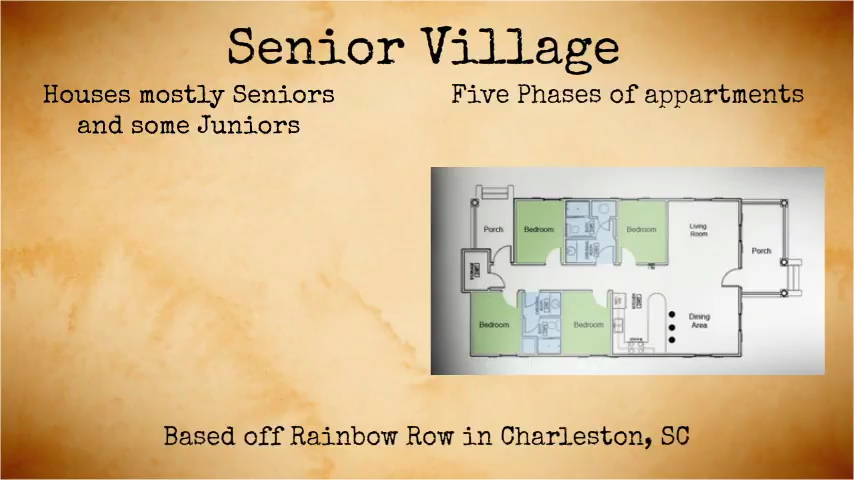 Senior Village
Houses mostly Seniors
and some Juniors
Five Phases of appartments
Porch
Bedroom
Bedroom
Living
Room
Porch
Bedroom
Bedroom
Dining
Area
Based off Rainbow Row in Charleston, SC